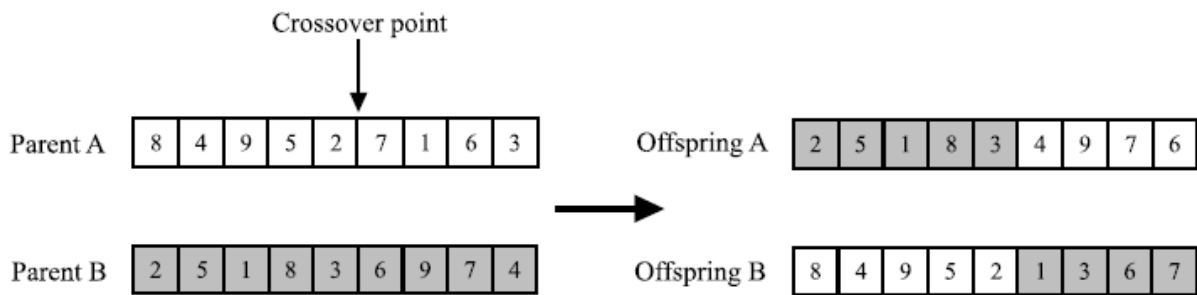 Crossover point
Parent A 8 4 9 5 2 7 1 6 3
Offspring A 2 5 1 8 3 4 9 7 6
Parent B 2 5 1 8 3 6 9 7 4
Offspring B 8 4 9 5 2 1 3 6 7